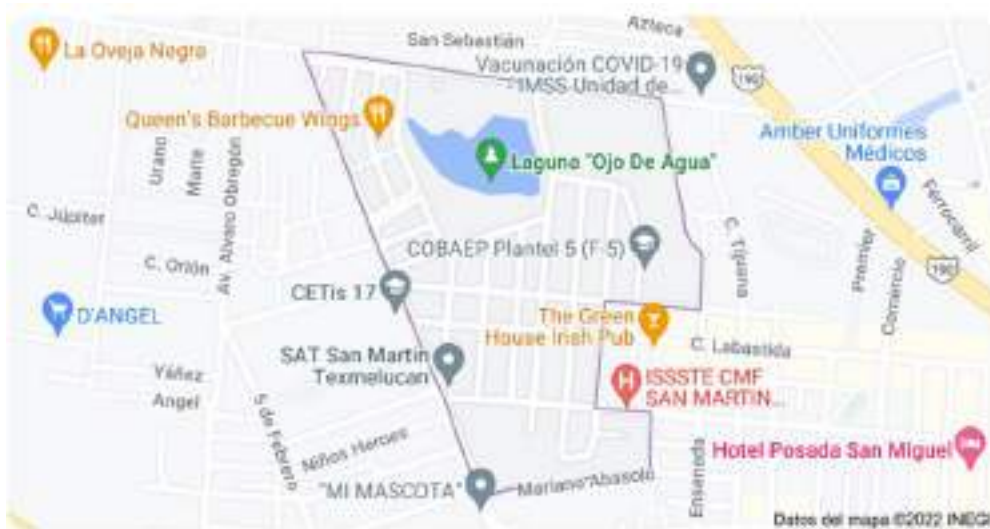 La Oveja Negra
San Sebastián
Azteca
Vacunación COVID-19
- IMSS Unidad de...
190
Queen's Barbecue Wings
Amber Uniformes
Médicos
Laguna "Ojo De Agua"
Urano
Marte
Av. Alvaro Obregón
C. Júpiter
C. Orión
COBAEP Plantel 5 (F-5)
C. Tijuana
Premier
Comercio
Ferrocarril
190
CETis 17
D'ANGEL
The Green
House Irish Pub
C. Labastida
SAT San Martín
Texmelucan
Yáñez
Angel
ISSSTE CMF
SAN MARTIN...
5 de Febrero
Niños Heroes
Hotel Posada San Miguel
Ensenada
"MI MASCOTA"
Mariano Abasolo
Datos del mapa ©2022 INEGI